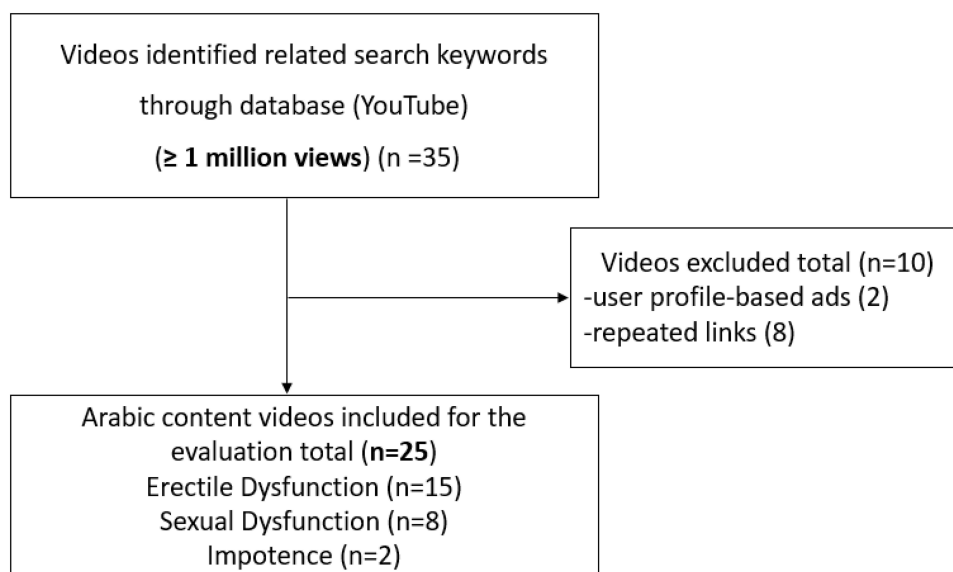 Videos identified related search keywords
through database (YouTube)
(≥ 1 million views) (n =35)
Videos excluded total (n=10)
-user profile-based ads (2)
-repeated links (8)
Arabic content videos included for the
evaluation total (n=25)
Erectile Dysfunction (n=15)
Sexual Dysfunction (n=8)
Impotence (n=2)